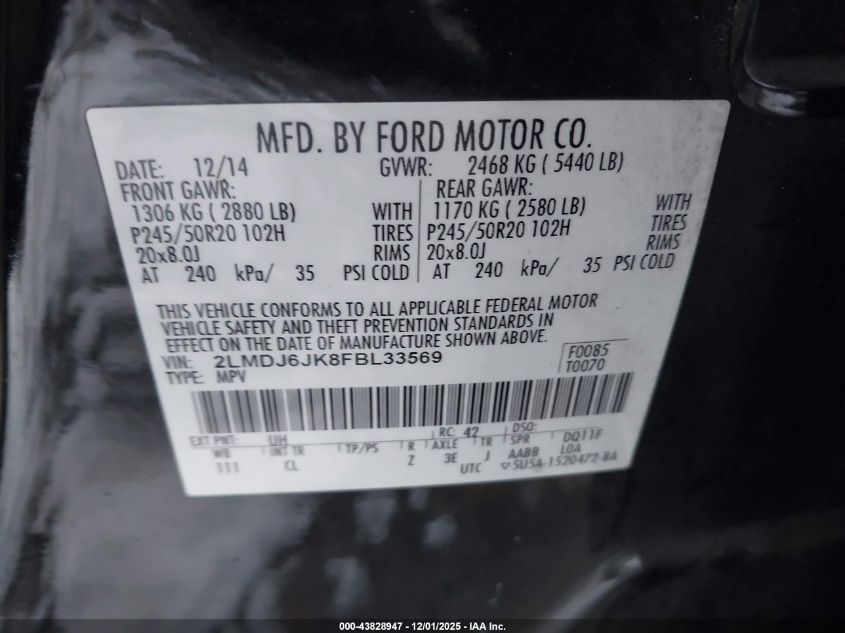 MFD. BY FORD MOTOR CO.
DATE: 12/14 GVWR: 2468 KG ( 5440 LB)
FRONT GAWR: REAR GAWR:
1306 KG ( 2880 LB) WITH 1170 KG ( 2580 LB) WITH
P245/50R20 102H TIRES P245/50R20 102H TIRES
20x8.0J RIMS 20x8.0J RIMS
AT 240 kPa/ 35 PSI COLD AT 240 kPa/ 35 PSI COLD
THIS VEHICLE CONFORMS TO ALL APPLICABLE FEDERAL MOTOR
VEHICLE SAFETY AND THEFT PREVENTION STANDARDS IN
EFFECT ON THE DATE OF MANUFACTURE SHOWN ABOVE.
VIN: 2LMDJ6JK8FBL33569 F0085
TYPE: MPV T0070
EXT PNT: UH RC: 42 DSO:
WB INT TR TP/PS R AXLE TR SPR DQ11F
111 CL Z 3E J AABB LOA
UTC 5U5A-1520472-BA
000-43828947 - 12/01/2025 - IAA Inc.